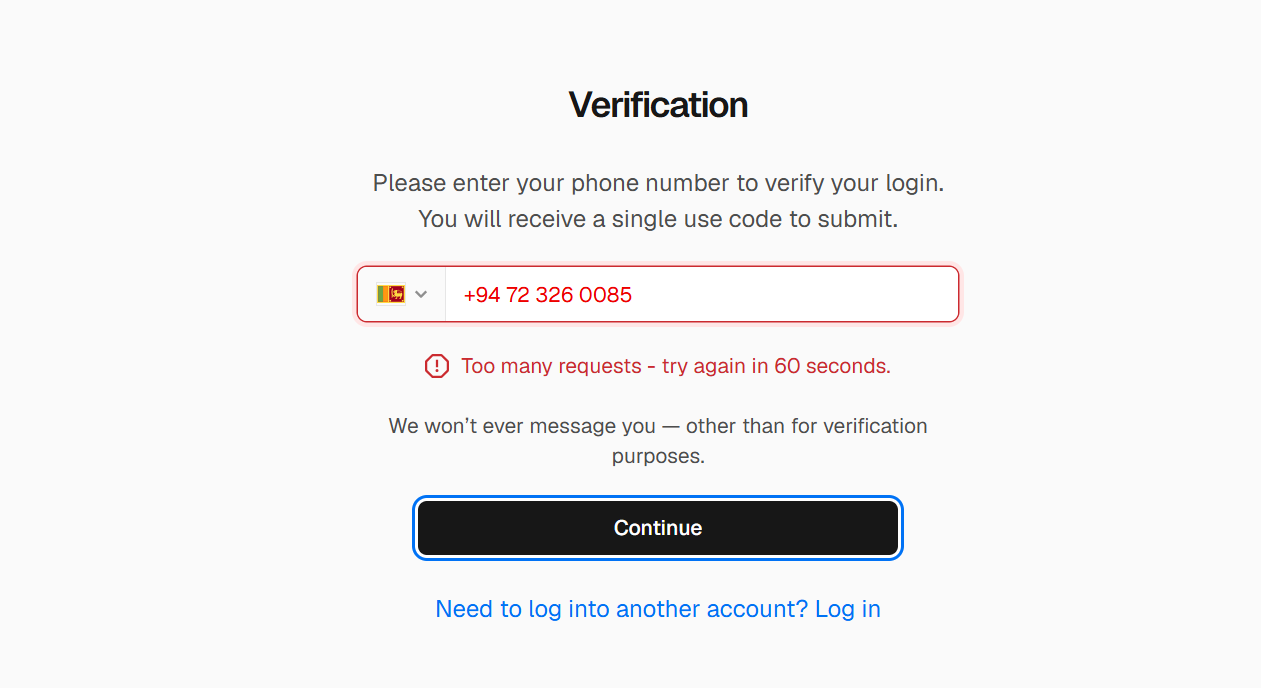 Verification
Please enter your phone number to verify your login.
You will receive a single use code to submit.
+94 72 326 0085
Too many requests - try again in 60 seconds.
We won’t ever message you — other than for verification
purposes.
Continue
Need to log into another account? Log in